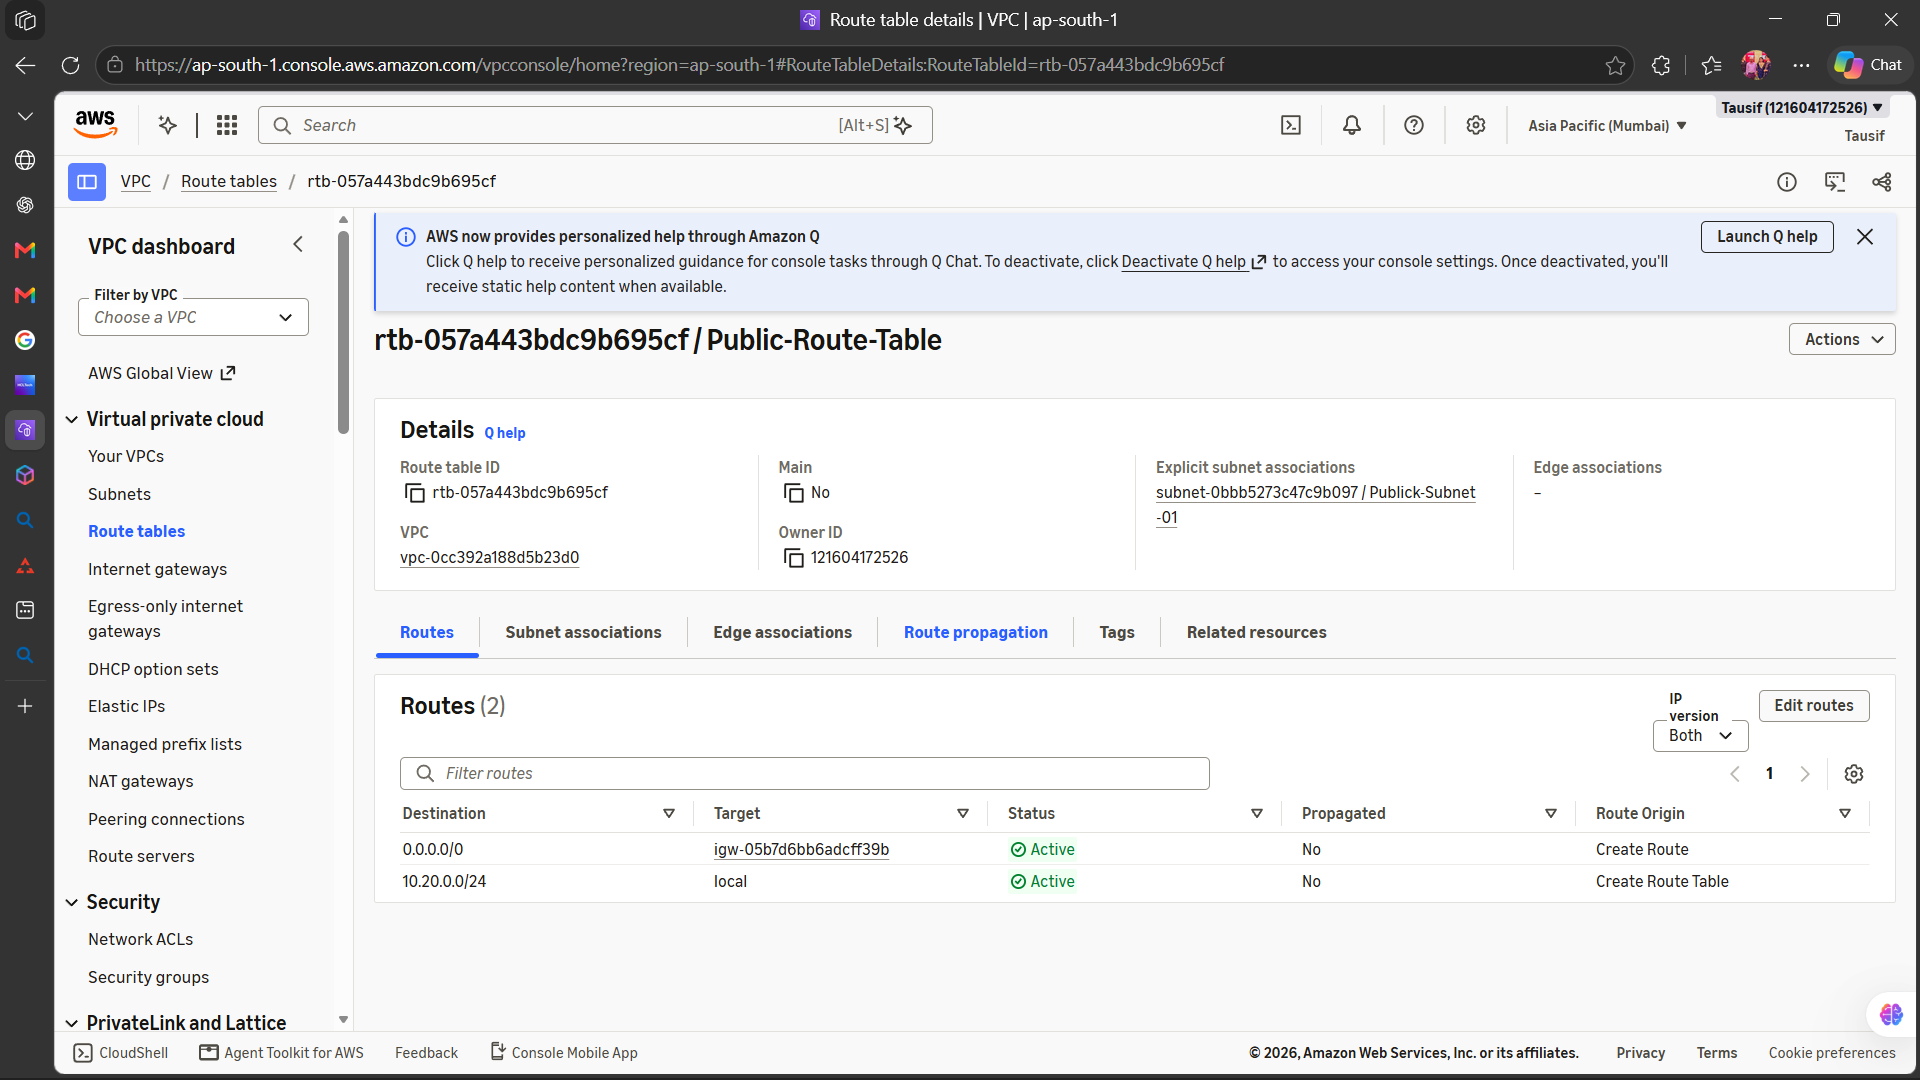 Route table details | VPC | ap-south-1
https://ap-south-1.console.aws.amazon.com/vpcconsole/home?region=ap-south-1#RouteTableDetails:RouteTableId=rtb-057a443bdc9b695cf
Chat
aws
Search
[Alt+S]
Asia Pacific (Mumbai)
Tausif (121604172526)
Tausif
VPC / Route tables / rtb-057a443bdc9b695cf
VPC dashboard
Filter by VPC
Choose a VPC
AWS Global View
Virtual private cloud
Your VPCs
Subnets
Route tables
Internet gateways
Egress-only internet
gateways
DHCP option sets
Elastic IPs
Managed prefix lists
NAT gateways
Peering connections
Route servers
Security
Network ACLs
Security groups
PrivateLink and Lattice
AWS now provides personalized help through Amazon Q
Click Q help to receive personalized guidance for console tasks through Q Chat. To deactivate, click Deactivate Q help to access your console settings. Once deactivated, you'll
receive static help content when available.
Launch Q help
rtb-057a443bdc9b695cf / Public-Route-Table
Actions
Details Q help
Route table ID
rtb-057a443bdc9b695cf
VPC
vpc-0cc392a188d5b23d0
Main
No
Owner ID
121604172526
Explicit subnet associations
subnet-0bbb5273c47c9b097 / Publick-Subnet
-01
Edge associations
–
Routes Subnet associations Edge associations Route propagation Tags Related resources
Routes (2)
IP
version
Both
Edit routes
Filter routes
1
Destination Target Status Propagated Route Origin
0.0.0.0/0 igw-05b7d6bb6adcff39b Active No Create Route
10.20.0.0/24 local Active No Create Route Table
CloudShell Agent Toolkit for AWS Feedback Console Mobile App © 2026, Amazon Web Services, Inc. or its affiliates. Privacy Terms Cookie preferences